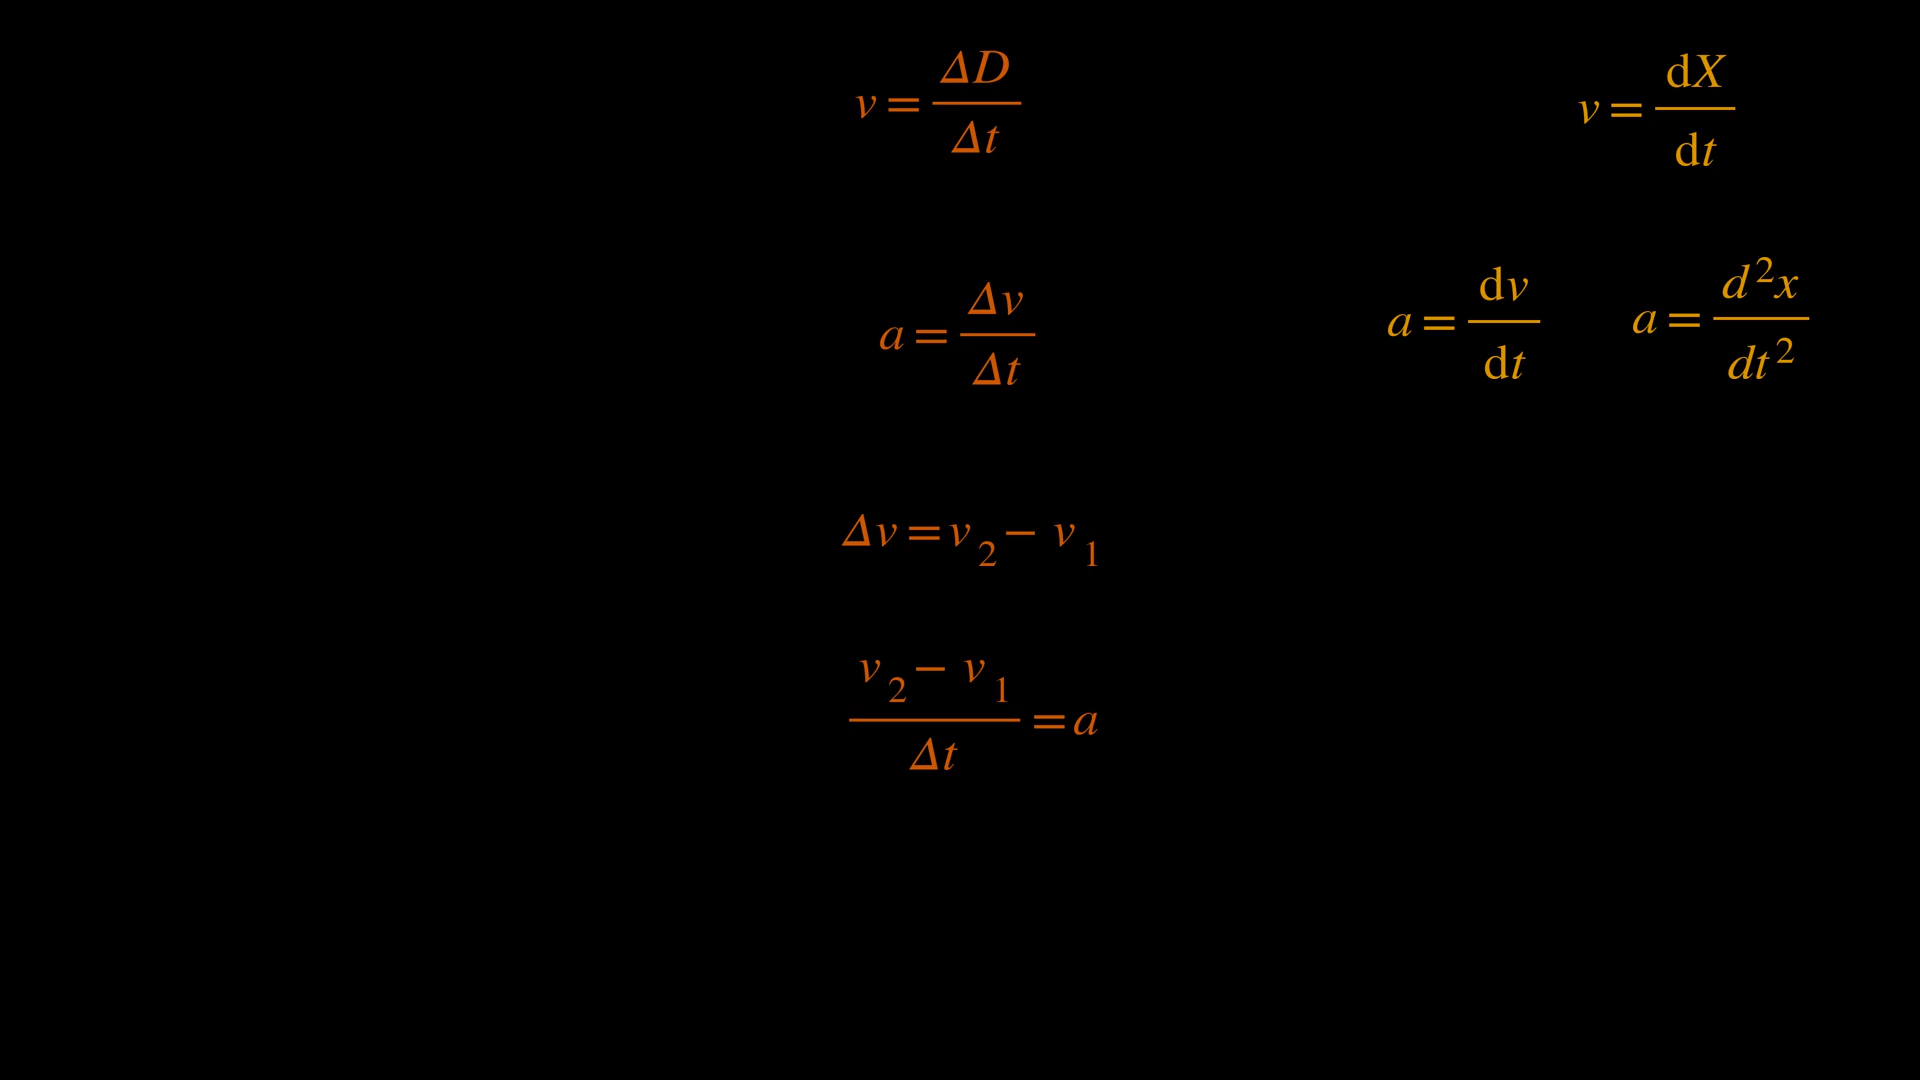 v = ΔD/Δt
v = dX/dt
a = Δv/Δt
a = dv/dt
a = d²x/dt²
Δv = v₂ − v₁
(v₂ − v₁)/Δt = a